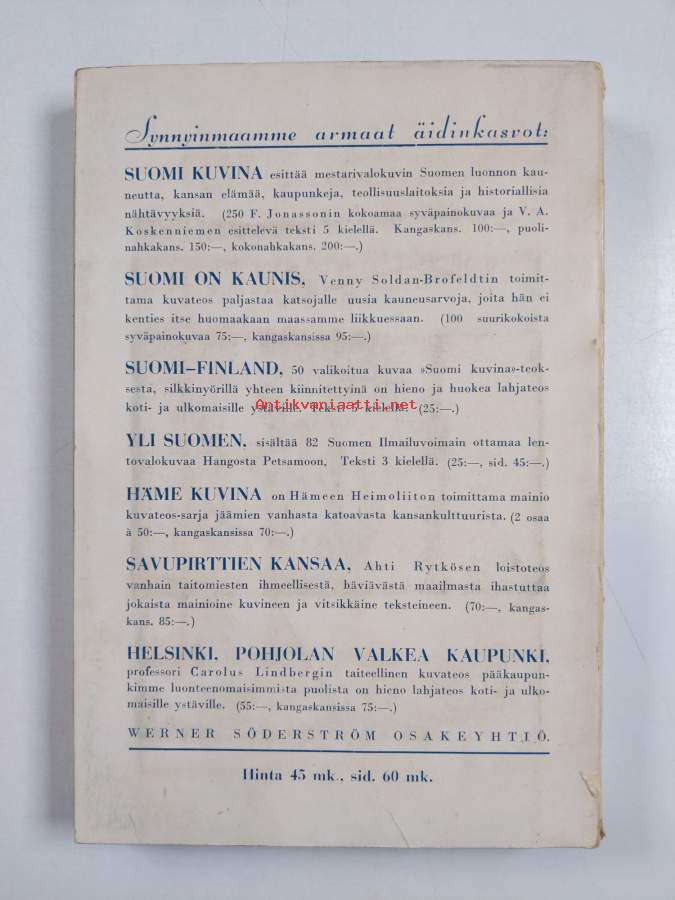 Synnyinmaamme armaat äidinkasvot:
SUOMI KUVINA esittää mestarivalokuvin Suomen luonnon kau-
neutta, kansan elämää, kaupunkeja, teollisuuslaitoksia ja historiallisia
nähtävyyksiä. (250 F. Jonassonin kokoamaa syväpainokuvaa ja V. A.
Koskenniemen esittelevä teksti 5 kielellä. Kangaskans. 100:—, puoli-
nahkakans. 150:—, kokonahkakans. 200:—.)
SUOMI ON KAUNIS, Venny Soldan-Brofeldtin toimit-
tama kuvateos paljastaa katsojalle uusia kauneusarvoja, joita hän ei
kenties itse huomaakaan maassamme liikkuessaan. (100 suurikokoista
syväpainokuvaa 75:—, kangaskansissa 95:—.)
SUOMI–FINLAND, 50 valikoitua kuvaa »Suomi kuvina»-teok-
sesta, silkkinyörillä yhteen kiinnitettyinä on hieno ja huokea lahjateos
koti- ja ulkomaisille ystäville. Teksti 5 kielellä. (25:—.)
Antikvariaatti.net
YLI SUOMEN, sisältää 82 Suomen Ilmailuvoimain ottamaa len-
tovalokuvaa Hangosta Petsamoon, Teksti 3 kielellä. (25:—, sid. 45:—.)
HÄME KUVINA on Hämeen Heimoliiton toimittama mainio
kuvateos-sarja jäämien vanhasta katoavasta kansankulttuurista. (2 osaa
à 50:—, kangaskansissa 70:—.)
SAVUPIRTTIEN KANSAA, Ahti Rytkösen loistoteos
vanhain taitomiesten ihmeellisestä, häviävästä maailmasta ihastuttaa
jokaista mainioine kuvineen ja vitsikkäine teksteineen. (70:—, kangas-
kans. 85:—.)
HELSINKI, POHJOLAN VALKEA KAUPUNKI,
professori Carolus Lindbergin taiteellinen kuvateos pääkaupun-
kimme luonteenomaisimmista puolista on hieno lahjateos koti- ja ulko-
maisille ystäville. (55:—, kangaskansissa 75:—.)
WERNER SÖDERSTRÖM OSAKEYHTIÖ.
Hinta 45 mk., sid. 60 mk.